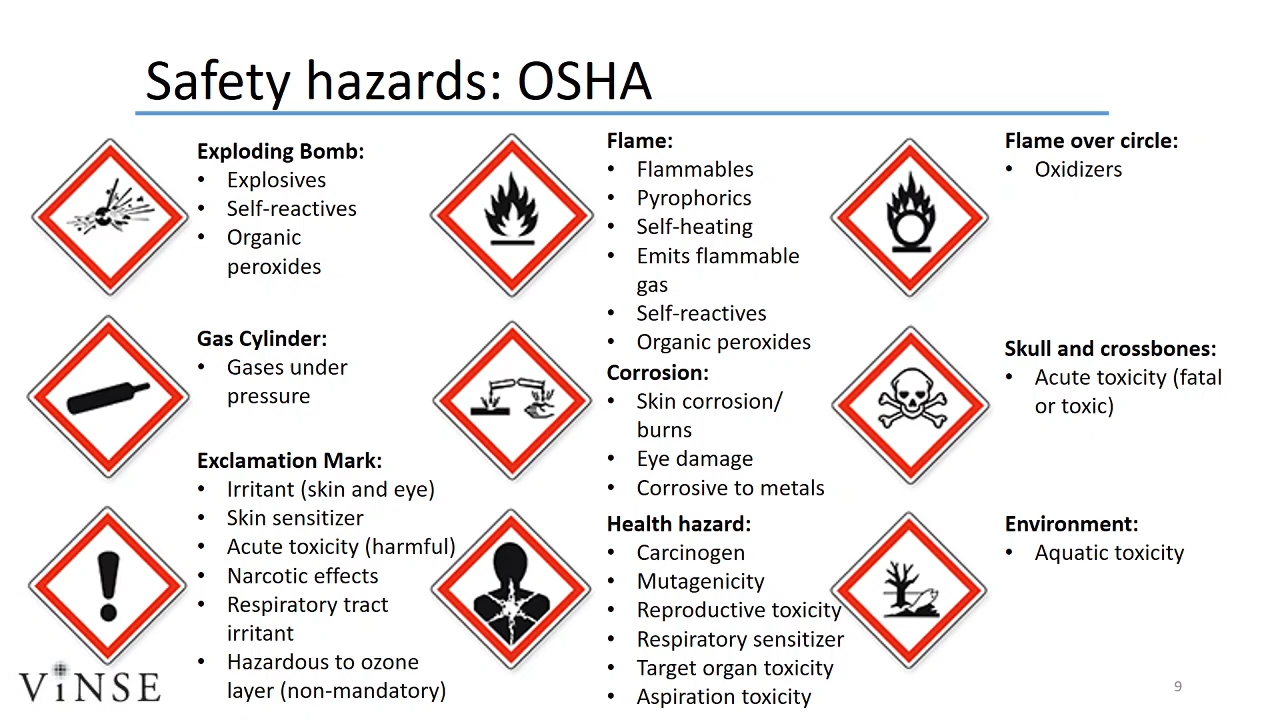 Safety hazards: OSHA
Exploding Bomb:
• Explosives
• Self-reactives
• Organic
peroxides
Flame:
• Flammables
• Pyrophorics
• Self-heating
• Emits flammable
gas
• Self-reactives
• Organic peroxides
Flame over circle:
• Oxidizers
Gas Cylinder:
• Gases under
pressure
Corrosion:
• Skin corrosion/
burns
• Eye damage
• Corrosive to metals
Skull and crossbones:
• Acute toxicity (fatal
or toxic)
Exclamation Mark:
• Irritant (skin and eye)
• Skin sensitizer
• Acute toxicity (harmful)
• Narcotic effects
• Respiratory tract
irritant
• Hazardous to ozone
layer (non-mandatory)
Health hazard:
• Carcinogen
• Mutagenicity
• Reproductive toxicity
• Respiratory sensitizer
• Target organ toxicity
• Aspiration toxicity
Environment:
• Aquatic toxicity
ViNSE
9